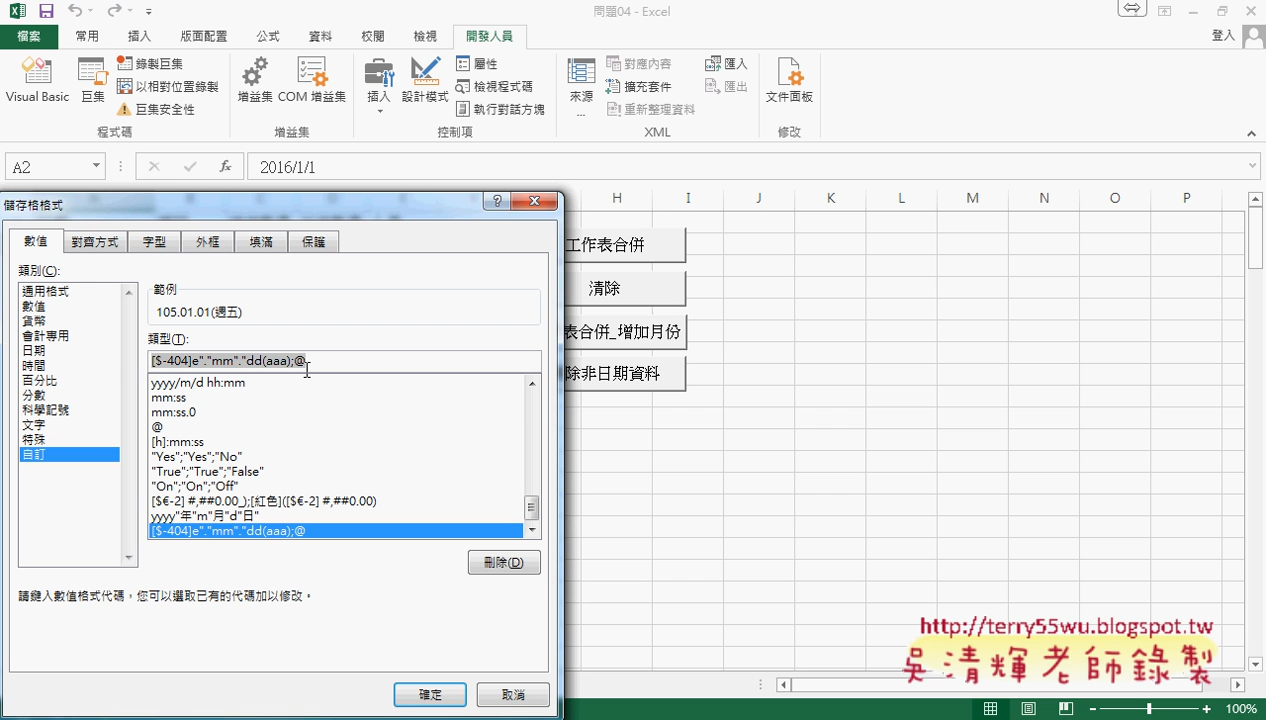 問題04 - Excel
檔案 常用 插入 版面配置 公式 資料 校閱 檢視 開發人員 登入
Visual Basic 巨集 錄製巨集 以相對位置錄製 巨集安全性 增益集 COM 增益集 插入 設計模式 屬性 檢視程式碼 執行對話方塊 來源 ... 對應內容 擴充套件 重新整理資料 匯入 匯出 文件面板
程式碼 增益集 控制項 XML 修改
A2 fx 2016/1/1
H I J K L M N O P
工作表合併
清除
表合併_增加月份
除非日期資料
儲存格格式
數值 對齊方式 字型 外框 填滿 保護
類別(C):
通用格式
數值
貨幣
會計專用
日期
時間
百分比
分數
科學記號
文字
特殊
自訂
範例
105.01.01(週五)
類型(T):
[$-404]e"."mm"."dd(aaa);@
yyyy/m/d hh:mm
mm:ss
mm:ss.0
@
[h]:mm:ss
"Yes";"Yes";"No"
"True";"True";"False"
"On";"On";"Off"
[$€-2] #,##0.00_);[紅色]([$€-2] #,##0.00)
yyyy"年"m"月"d"日"
[$-404]e"."mm"."dd(aaa);@
刪除(D)
請鍵入數值格式代碼，您可以選取已有的代碼加以修改。
確定 取消
http://terry55wu.blogspot.tw
吳清輝老師錄製
100%